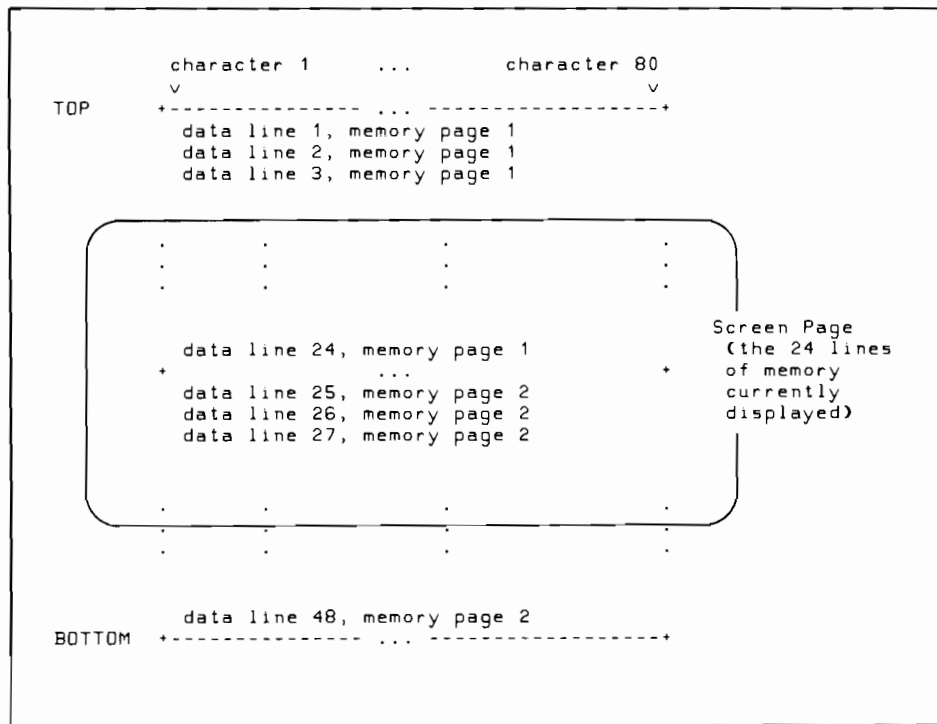 character 1 ... character 80
v v
TOP +---------------- ... -------------------+
data line 1, memory page 1
data line 2, memory page 1
data line 3, memory page 1
. . . .
. . . .
. . . .
Screen Page
data line 24, memory page 1 (the 24 lines
+ ... + of memory
data line 25, memory page 2 currently
data line 26, memory page 2 displayed)
data line 27, memory page 2
. . . .
. . . .
. . . .
data line 48, memory page 2
BOTTOM +---------------- ... -------------------+